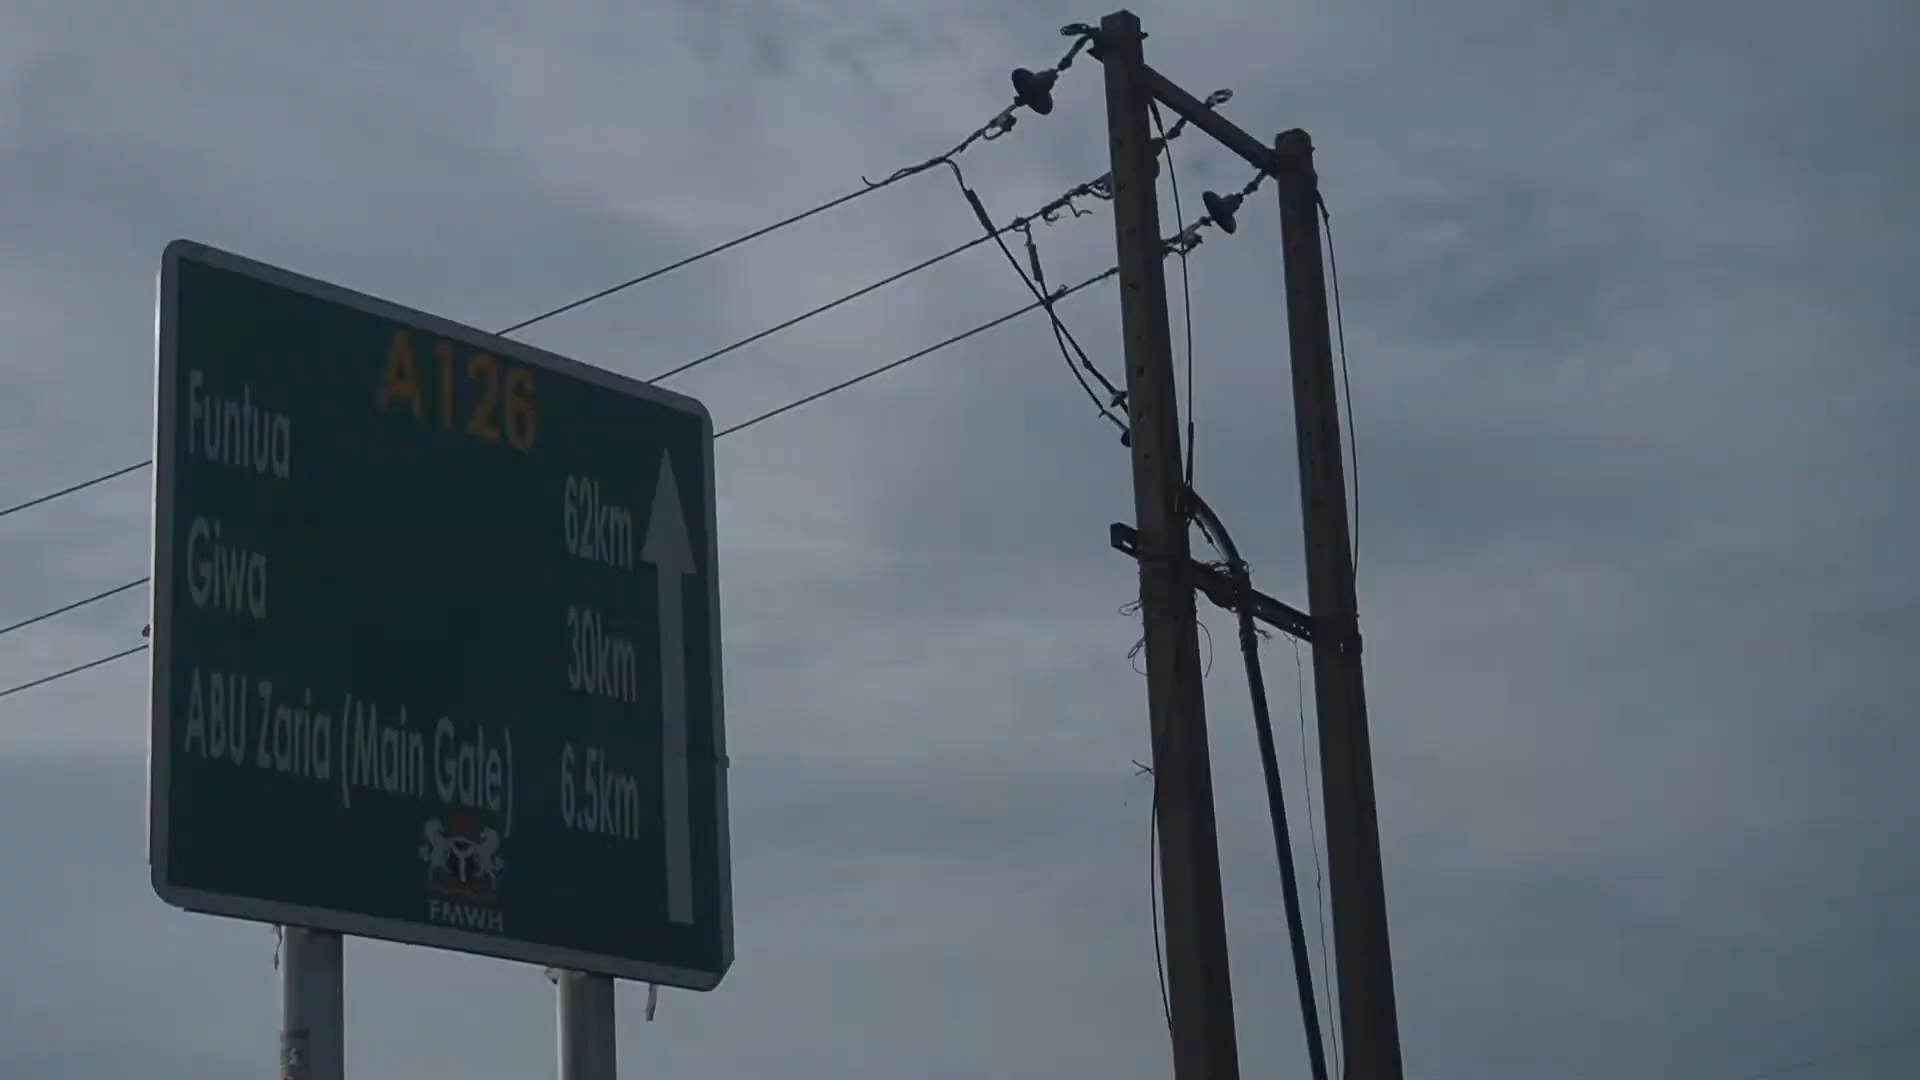 A126
Funtua 62km
Giwa 30km
ABU Zaria (Main Gate) 6.5km
FMWH